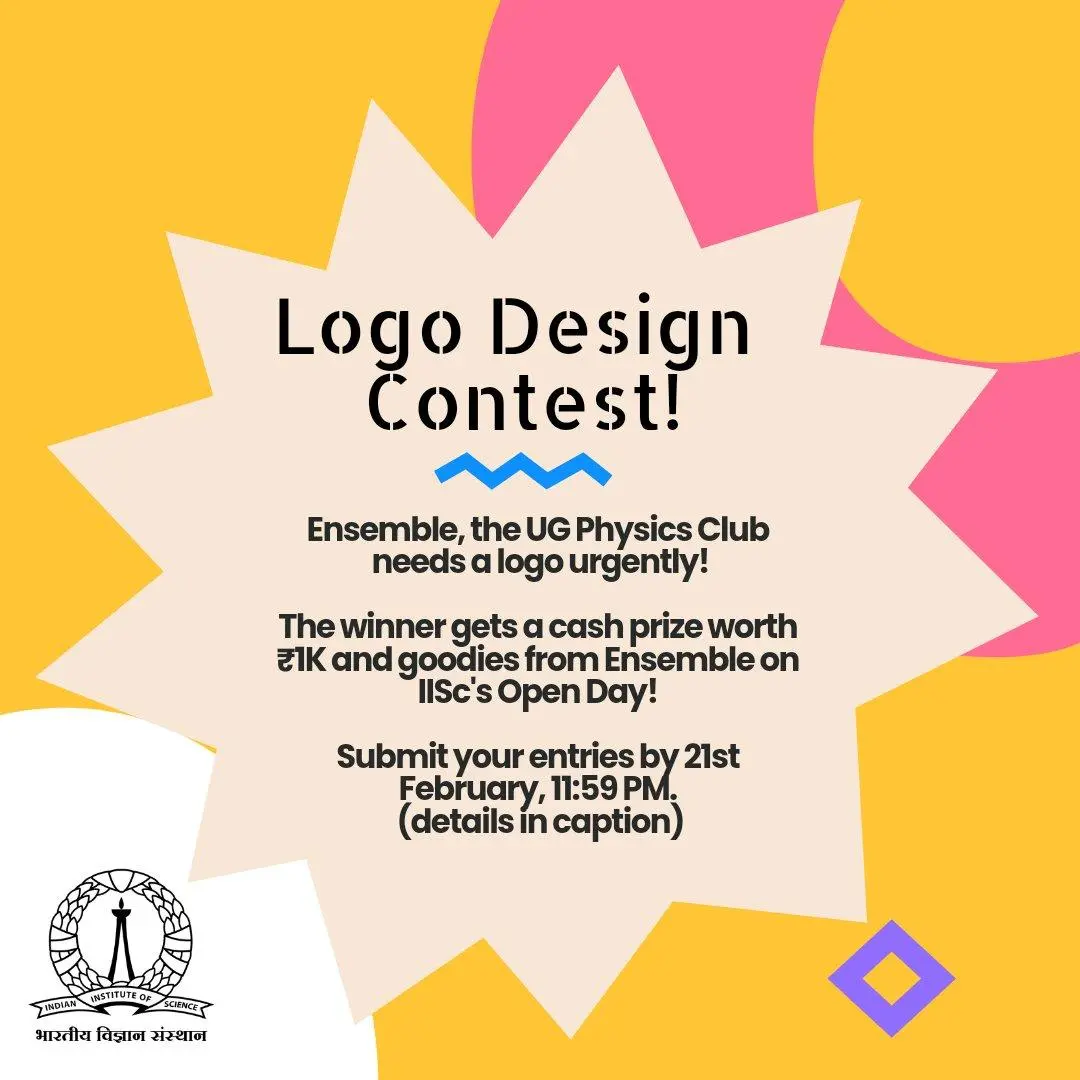 Logo Design
Contest!
Ensemble, the UG Physics Club
needs a logo urgently!
The winner gets a cash prize worth
₹1K and goodies from Ensemble on
IISc's Open Day!
Submit your entries by 21st
February, 11:59 PM.
(details in caption)
INDIAN INSTITUTE OF SCIENCE
भारतीय विज्ञान संस्थान